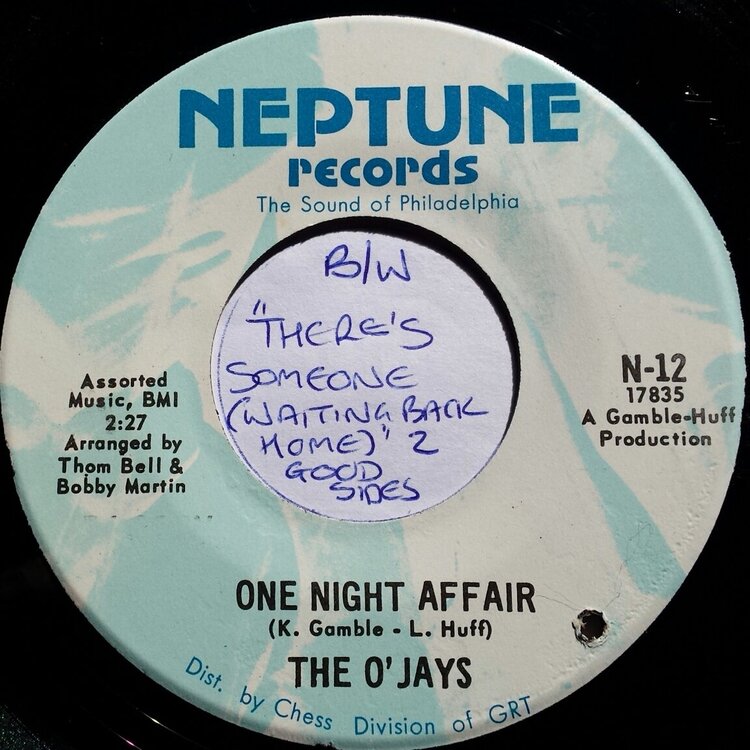 NEPTUNE
records
The Sound of Philadelphia
B/W
"THERE'S
SOMEONE
(WAITING BACK
HOME)" 2
GOOD
SIDES
Assorted
Music, BMI
2:27
Arranged by
Thom Bell &
Bobby Martin
N-12
17835
A Gamble-Huff
Production
ONE NIGHT AFFAIR
(K. Gamble - L. Huff)
THE O'JAYS
Dist. by Chess Division of GRT